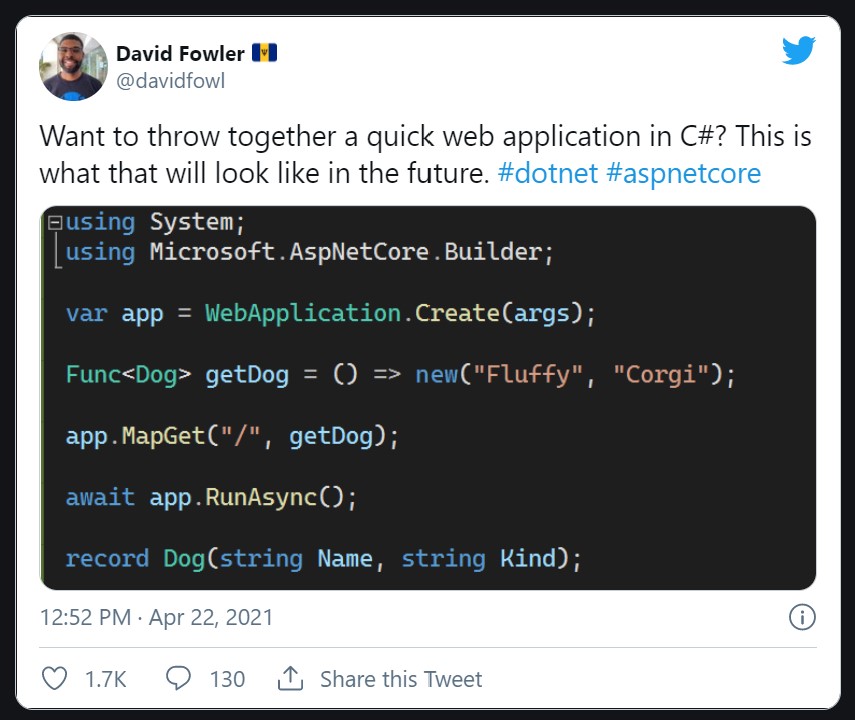 David Fowler 🇧🇧
@davidfowl
Want to throw together a quick web application in C#? This is
what that will look like in the future. #dotnet #aspnetcore
using System;
using Microsoft.AspNetCore.Builder;
var app = WebApplication.Create(args);
Func<Dog> getDog = () => new("Fluffy", "Corgi");
app.MapGet("/", getDog);
await app.RunAsync();
record Dog(string Name, string Kind);
12:52 PM · Apr 22, 2021
1.7K 130 Share this Tweet